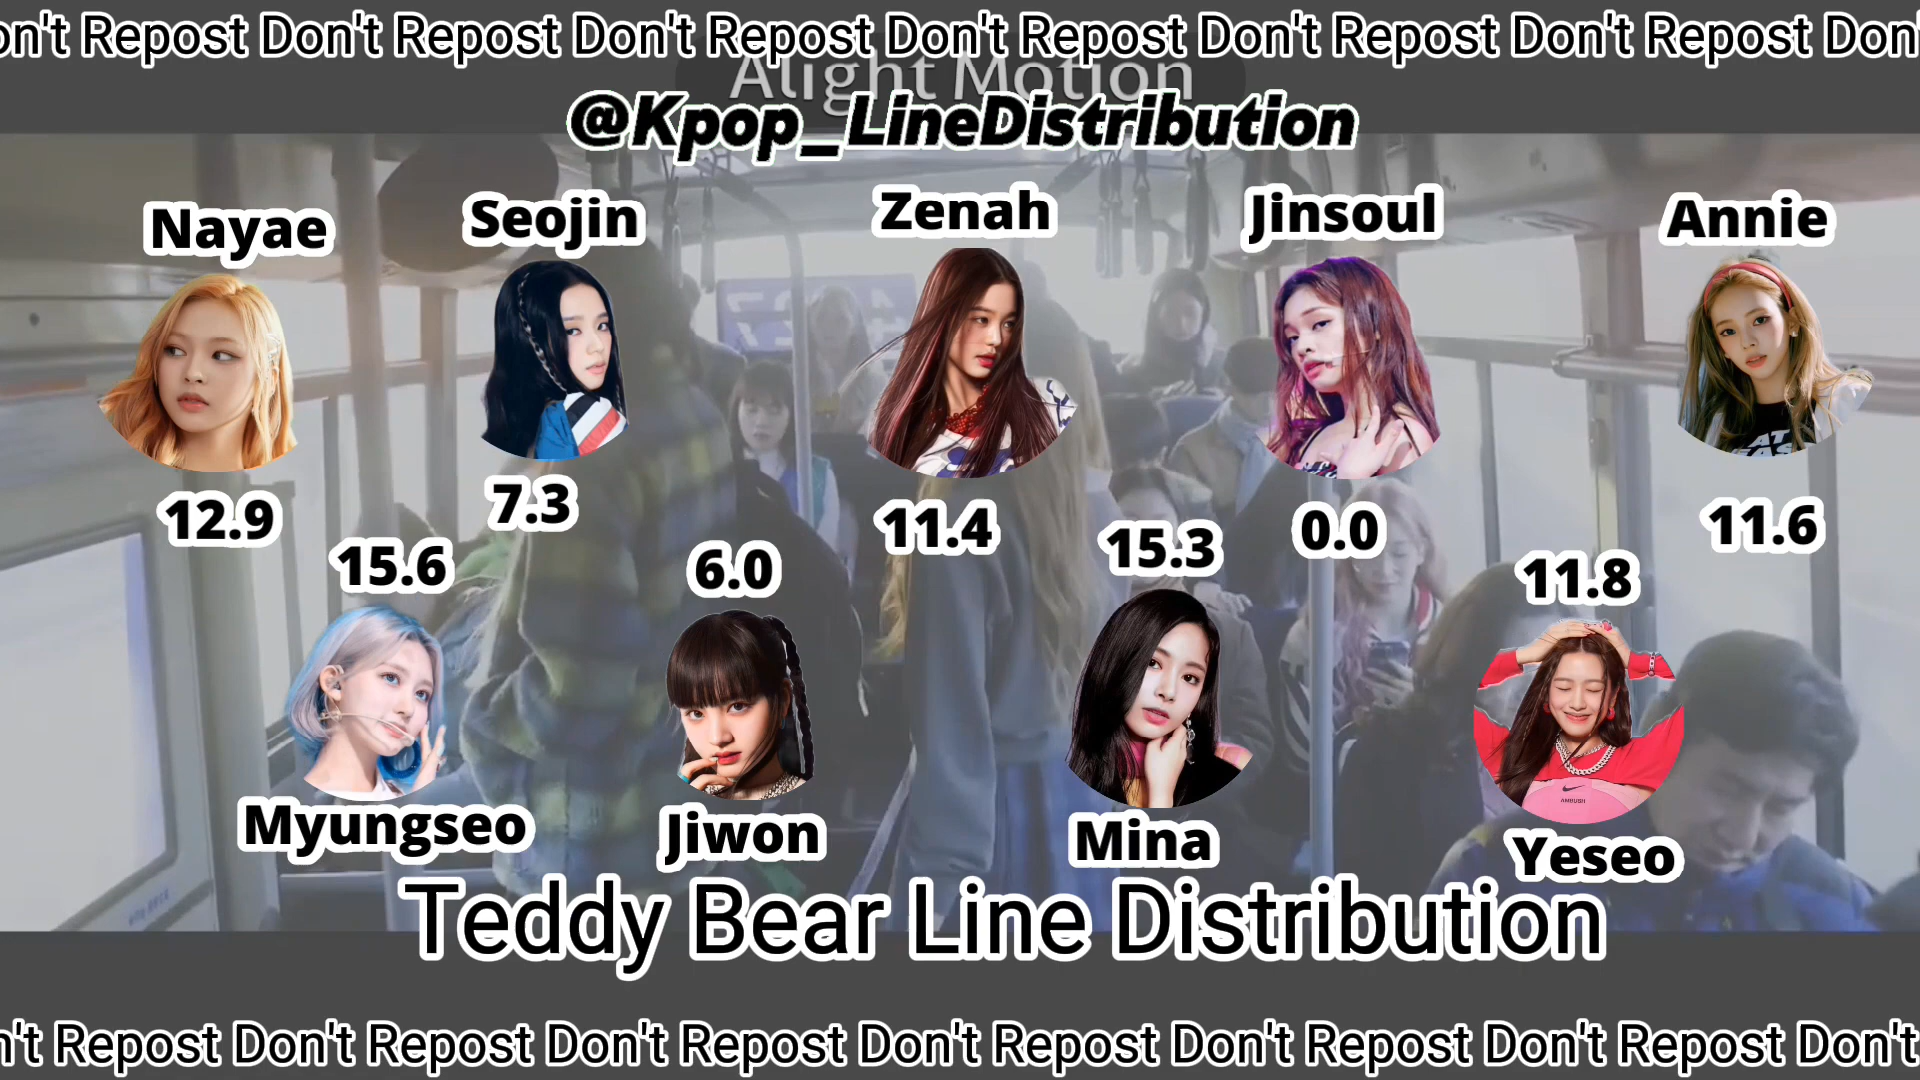 on't Repost Don't Repost Don't Repost Don't Repost Don't Repost Don't Repost Don'
Alight Motion
@Kpop_LineDistribution
Nayae Seojin Zenah Jinsoul Annie
12.9 7.3 11.4 0.0 11.6
15.6 6.0 15.3 11.8
Myungseo Jiwon Mina Yeseo
Teddy Bear Line Distribution
n't Repost Don't Repost Don't Repost Don't Repost Don't Repost Don't Repost Don't